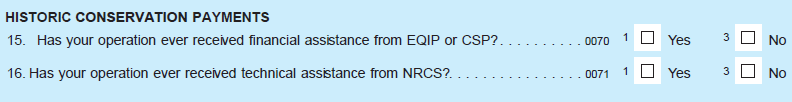 HISTORIC CONSERVATION PAYMENTS
15. Has your operation ever received financial assistance from EQIP or CSP?. . . . . . . . . . 0070 1 ☐ Yes 3 ☐ No
16. Has your operation ever received technical assistance from NRCS?. . . . . . . . . . . . . . . . 0071 1 ☐ Yes 3 ☐ No